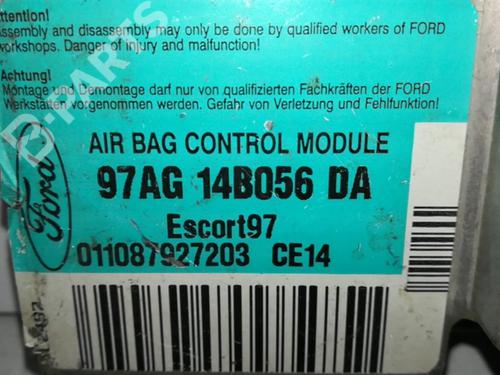 Attention!
Assembly and disassembly may only be done by qualified workers of FORD
workshops. Danger of injury and malfunction!
Achtung!
Montage und Demontage darf nur von qualifizierten Fachkräften der FORD
Werkstätten vorgenommen werden. Gefahr von Verletzung und Fehlfunktion!
Ford
AIR BAG CONTROL MODULE
97AG 14B056 DA
Escort97
011087927203 CE14